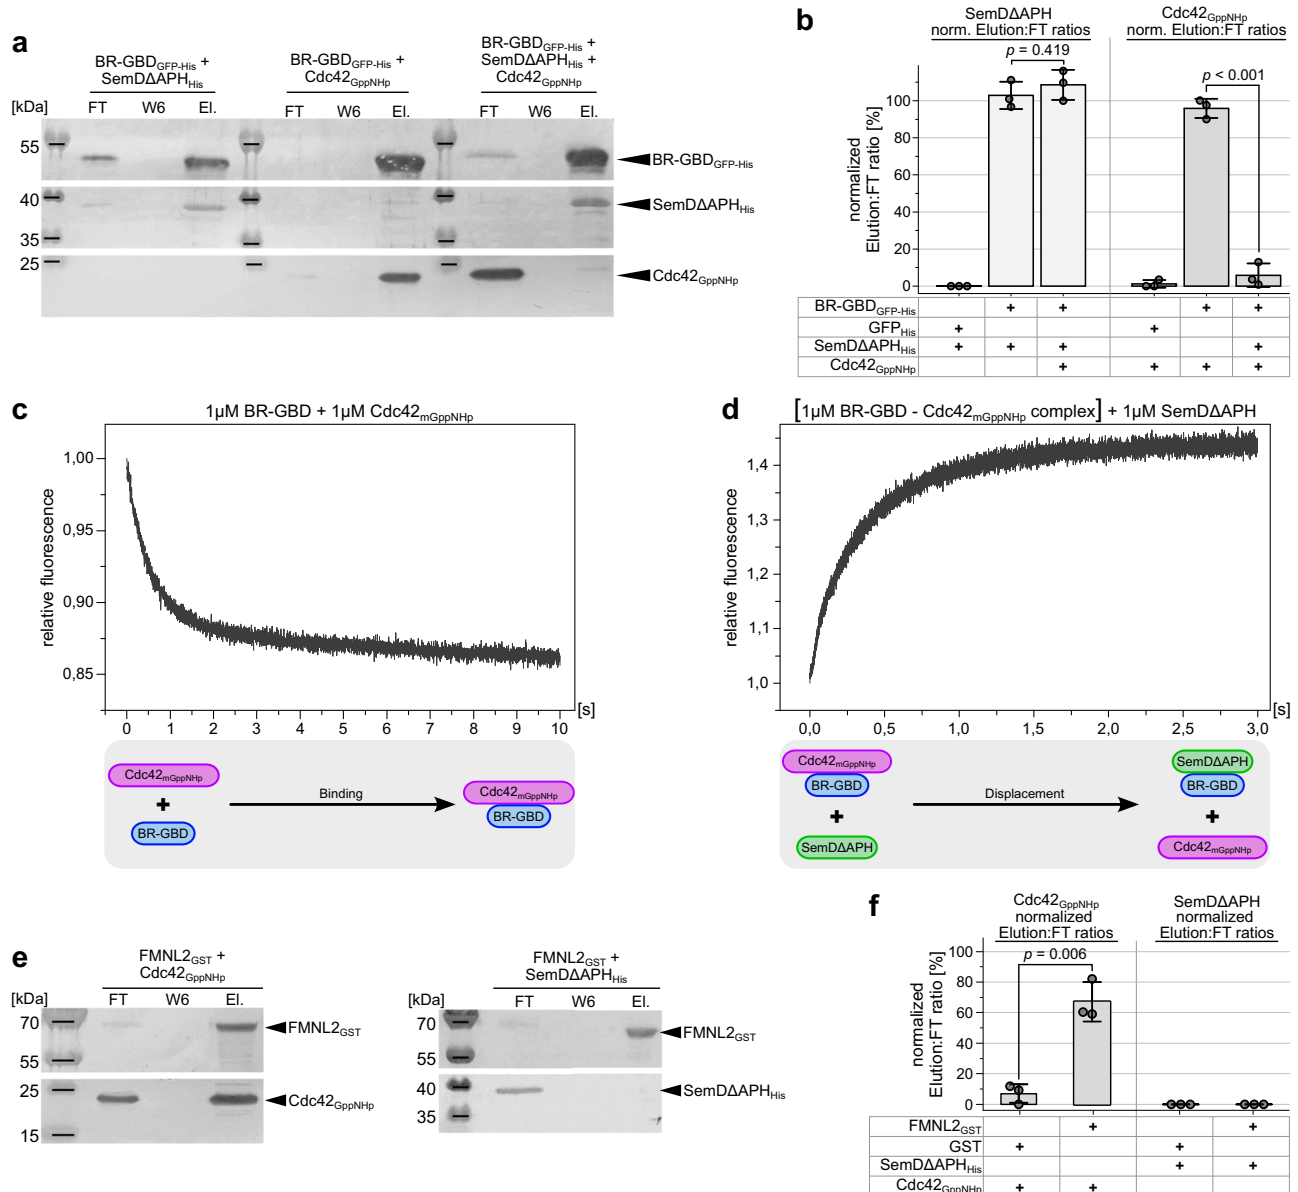 a
BR-GBDGFP-His +
SemDΔAPHHis
BR-GBDGFP-His +
Cdc42GppNHp
BR-GBDGFP-His +
SemDΔAPHHis +
Cdc42GppNHp
[kDa] FT W6 El. FT W6 El. FT W6 El.
55
BR-GBDGFP-His
40
SemDΔAPHHis
35
25
Cdc42GppNHp
b
SemDΔAPH
norm. Elution:FT ratios
Cdc42GppNHp
norm. Elution:FT ratios
p = 0.419
p < 0.001
normalized
Elution:FT ratio [%]
100
80
60
40
20
0
BR-GBDGFP-His + + + +
GFPHis + +
SemDΔAPHHis + + + +
Cdc42GppNHp + + + +
c
1µM BR-GBD + 1µM Cdc42mGppNHp
relative fluorescence
1,00
0,95
0,90
0,85
0 1 2 3 4 5 6 7 8 9 10 [s]
Cdc42mGppNHp
+
BR-GBD
Binding
Cdc42mGppNHp
BR-GBD
d
[1µM BR-GBD - Cdc42mGppNHp complex] + 1µM SemDΔAPH
relative fluorescence
1,4
1,3
1,2
1,1
1,0
0,0 0,5 1,0 1,5 2,0 2,5 3,0 [s]
Cdc42mGppNHp
BR-GBD
+
SemDΔAPH
Displacement
SemDΔAPH
BR-GBD
+
Cdc42mGppNHp
e
FMNL2GST +
Cdc42GppNHp
[kDa] FT W6 El.
70
FMNL2GST
55
25
Cdc42GppNHp
15
FMNL2GST +
SemDΔAPHHis
[kDa] FT W6 El.
70
FMNL2GST
55
40
SemDΔAPHHis
35
f
Cdc42GppNHp
normalized
Elution:FT ratios
SemDΔAPH
normalized
Elution:FT ratios
p = 0.006
normalized
Elution:FT ratio [%]
100
80
60
40
20
0
FMNL2GST + +
GST + +
SemDΔAPHHis + +
Cdc42GppNHp + +